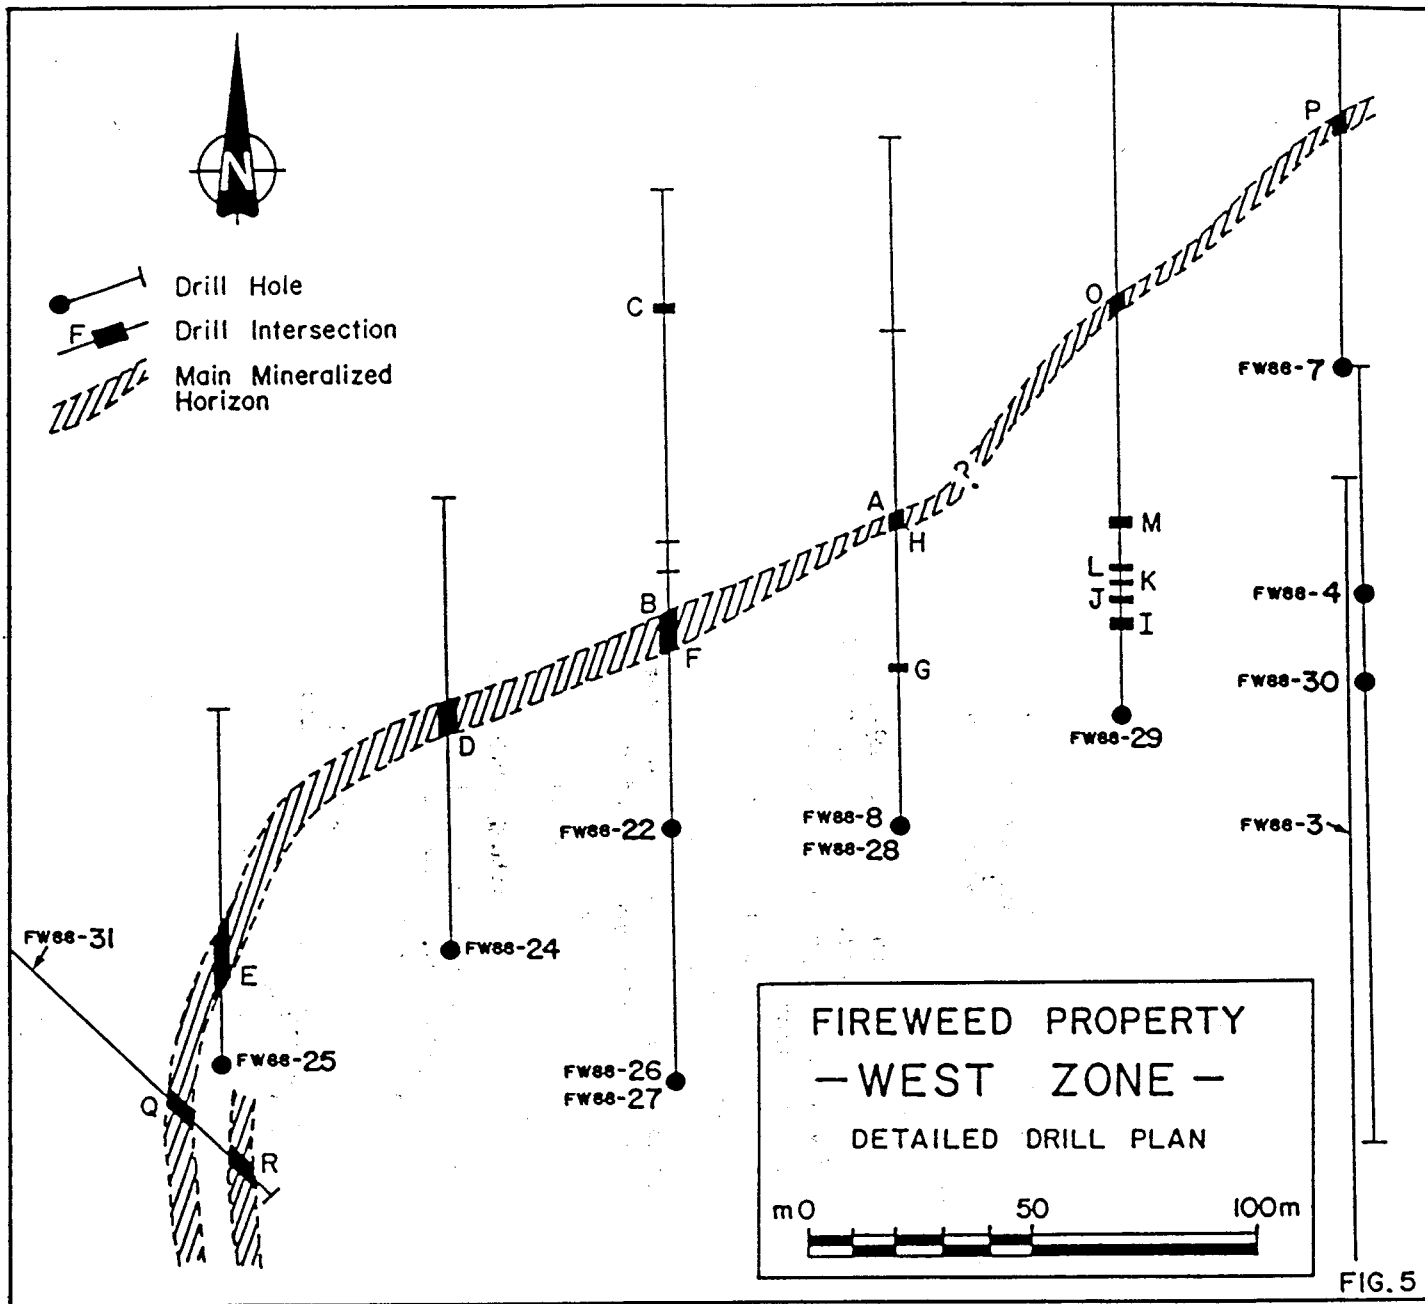 N
Drill Hole
F
Drill Intersection
Main Mineralized
Horizon
P
O
C
FW88-7
A
H
?
M
L
K
J
I
FW88-4
B
F
G
FW88-30
D
FW88-29
FW88-22
FW88-8
FW88-28
FW88-3
FW88-31
FW88-24
E
FW88-25
FW88-26
FW88-27
Q
R
FIREWEED PROPERTY
- WEST ZONE -
DETAILED DRILL PLAN
m 0 50 100m
FIG. 5